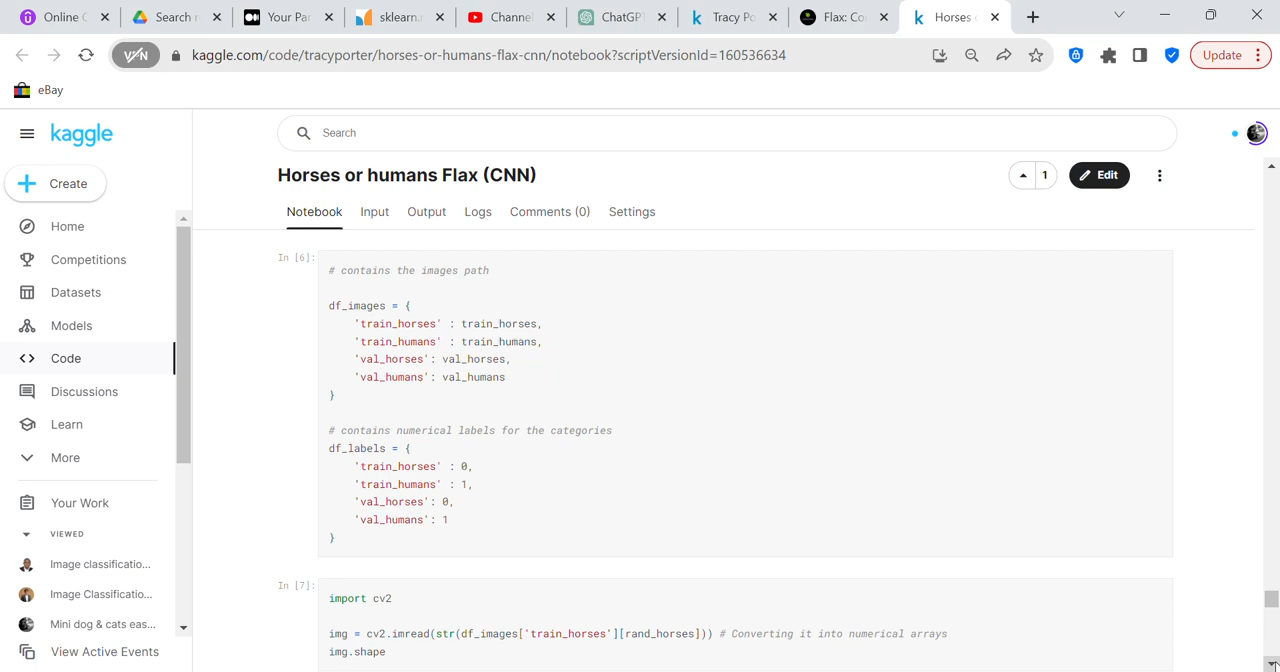 Online C
Search r
Your Par
sklearn.
Channe
ChatGP
Tracy Po
Flax: Co
Horses o
VPN
kaggle.com/code/tracyporter/horses-or-humans-flax-cnn/notebook?scriptVersionId=160536634
Update
eBay
kaggle
Search
Create
Home
Competitions
Datasets
Models
Code
Discussions
Learn
More
Your Work
VIEWED
Image classificatio...
Image Classificatio...
Mini dog & cats eas...
View Active Events
Horses or humans Flax (CNN)
1
Edit
Notebook Input Output Logs Comments (0) Settings
In [6]:
# contains the images path
df_images = {
'train_horses' : train_horses,
'train_humans' : train_humans,
'val_horses': val_horses,
'val_humans': val_humans
}
# contains numerical labels for the categories
df_labels = {
'train_horses' : 0,
'train_humans' : 1,
'val_horses': 0,
'val_humans': 1
}
In [7]:
import cv2
img = cv2.imread(str(df_images['train_horses'][rand_horses])) # Converting it into numerical arrays
img.shape